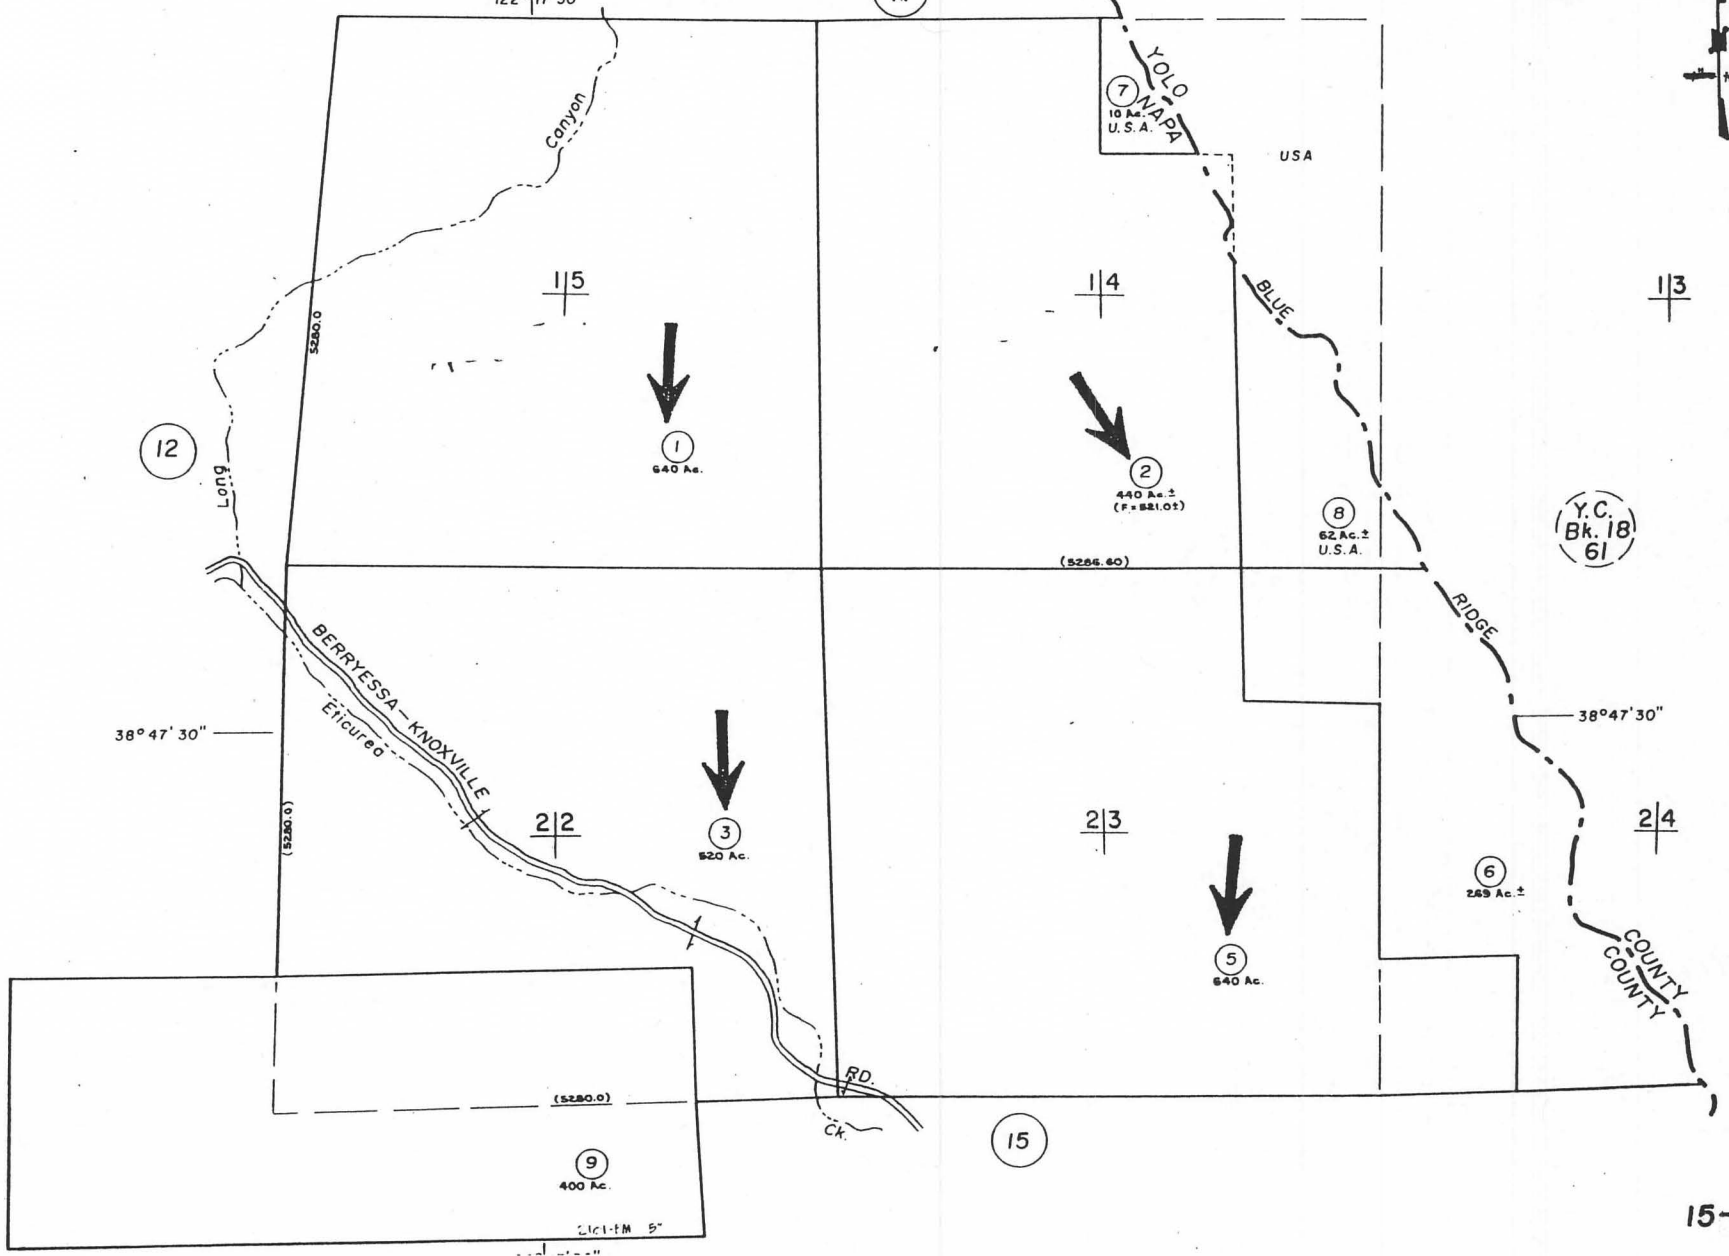 Canyon
YOLO
NAPA
7
10 Ac.
U.S.A.
USA
1|5
1|4
1|3
5280.0
BLUE
12
Long
1
640 Ac.
2
440 Ac.±
8
62 Ac.±
U.S.A.
Y.C.
Bk. 18
61
(5286.60)
RIDGE
BERRYESSA - KNOXVILLE
Eticurea
38°47'30"
38°47'30"
(5280.0)
2|2
3
520 Ac.
2|3
2|4
6
269 Ac.±
5
640 Ac.
COUNTY
COUNTY
RD.
(5280.0)
Ck.
15
9
400 Ac.
15-